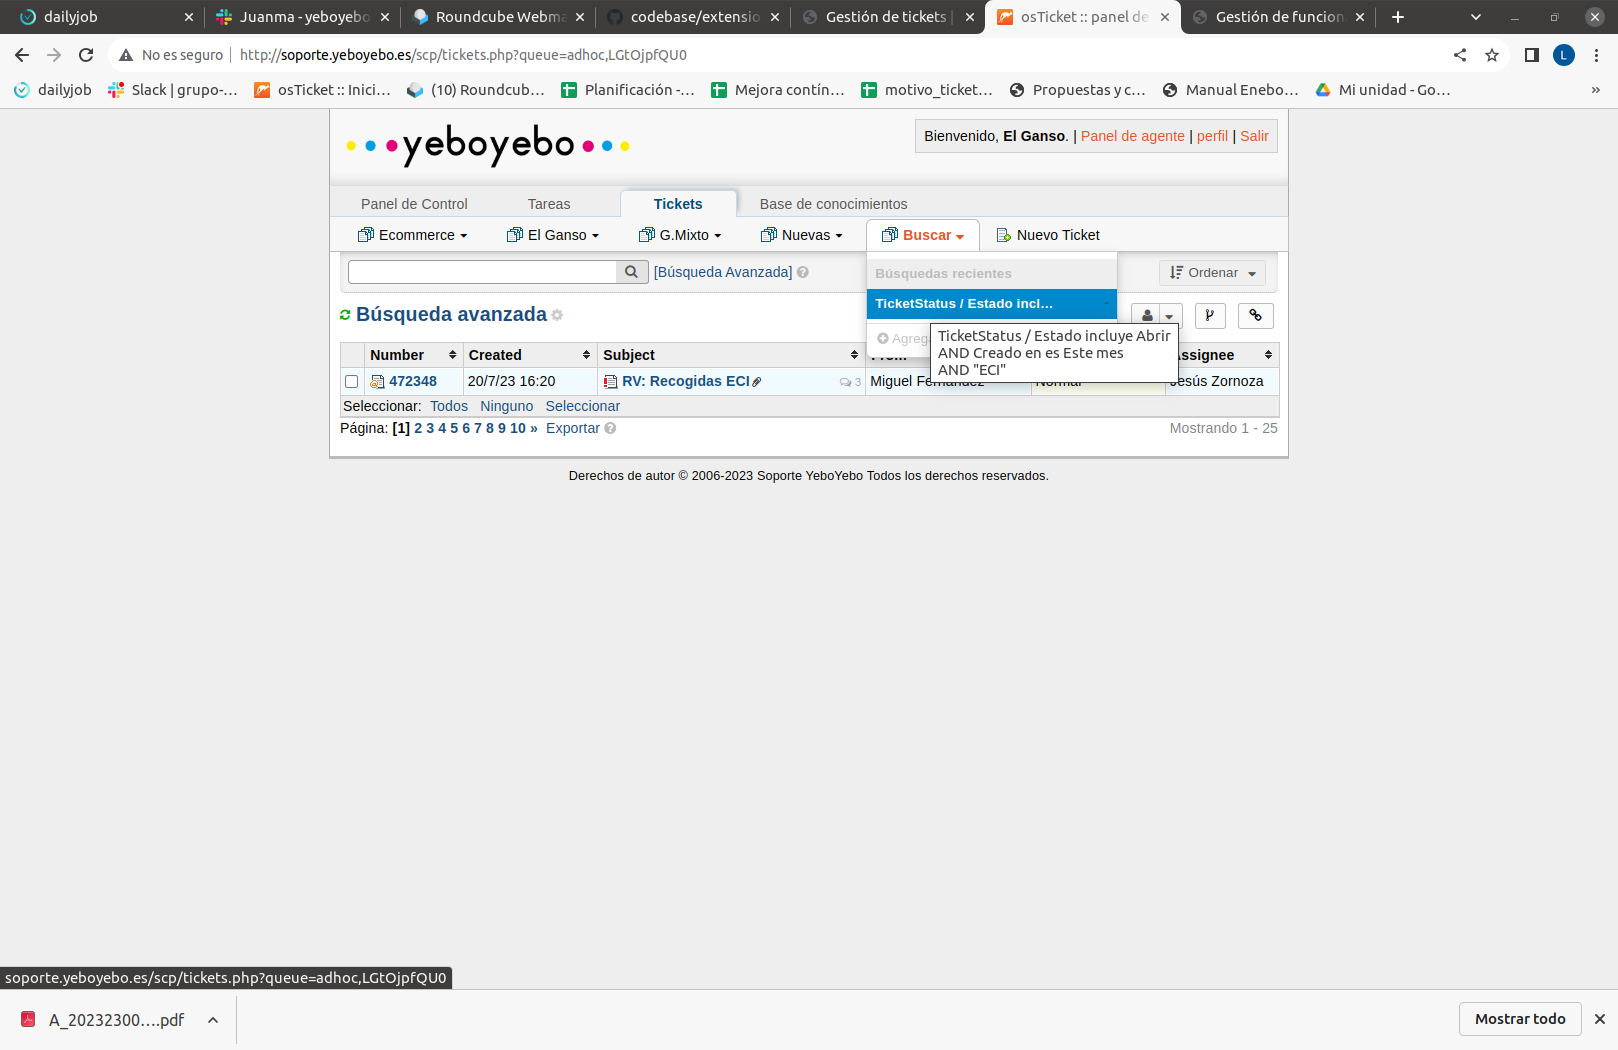 dailyjob
Juanma - yeboyebo
Roundcube Webma
codebase/extensio
Gestión de tickets |
osTicket :: panel de
Gestión de funcion
No es seguro
http://soporte.yeboyebo.es/scp/tickets.php?queue=adhoc,LGtOjpfQU0
L
dailyjob
Slack | grupo-...
osTicket :: Inici...
(10) Roundcub...
Planificación -...
Mejora contín...
motivo_ticket...
Propuestas y c...
Manual Enebo...
Mi unidad - Go...
»
yeboyebo
Bienvenido, El Ganso. | Panel de agente | perfil | Salir
Panel de Control
Tareas
Tickets
Base de conocimientos
Ecommerce
El Ganso
G.Mixto
Nuevas
Buscar
Nuevo Ticket
[Búsqueda Avanzada]
Ordenar
Búsquedas recientes
TicketStatus / Estado incl...
Búsqueda avanzada
TicketStatus / Estado incluye Abrir
AND Creado en es Este mes
AND "ECI"
Number
Created
Subject
472348
20/7/23 16:20
RV: Recogidas ECI
3
Jesús Zornoza
Seleccionar: Todos Ninguno Seleccionar
Página: [1] 2 3 4 5 6 7 8 9 10 » Exportar
Mostrando 1 - 25
Derechos de autor © 2006-2023 Soporte YeboYebo Todos los derechos reservados.
soporte.yeboyebo.es/scp/tickets.php?queue=adhoc,LGtOjpfQU0
A_20232300....pdf
Mostrar todo